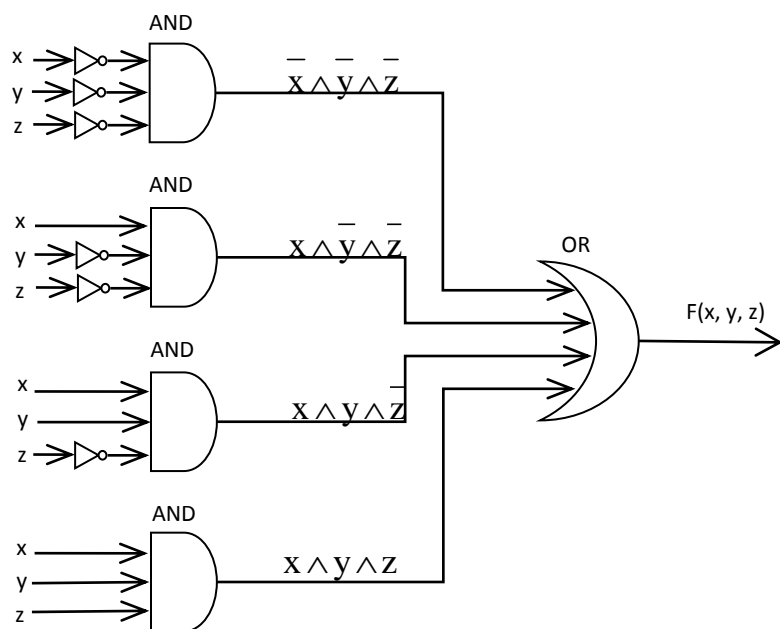 AND
x
y
z
x̅ ∧ y̅ ∧ z̅
AND
x
y
z
x ∧ y̅ ∧ z̅
OR
F(x, y, z)
AND
x
y
z
x ∧ y ∧ z̅
AND
x
y
z
x ∧ y ∧ z